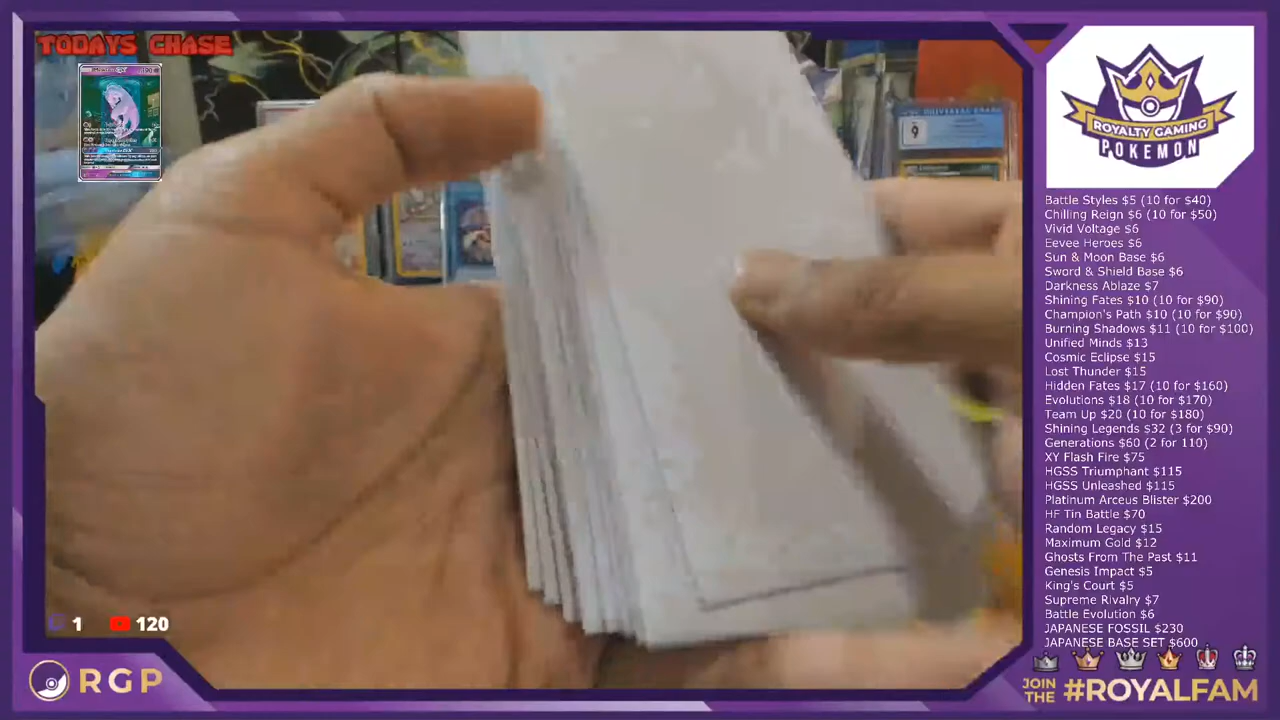 TODAYS CHASE
UNIVERSAL GRADE
9
ROYALTY GAMING
POKEMON
Battle Styles $5 (10 for $40)
Chilling Reign $6 (10 for $50)
Vivid Voltage $6
Eevee Heroes $6
Sun & Moon Base $6
Sword & Shield Base $6
Darkness Ablaze $7
Shining Fates $10 (10 for $90)
Champion's Path $10 (10 for $90)
Burning Shadows $11 (10 for $100)
Unified Minds $13
Cosmic Eclipse $15
Lost Thunder $15
Hidden Fates $17 (10 for $160)
Evolutions $18 (10 for $170)
Team Up $20 (10 for $180)
Shining Legends $32 (3 for $90)
Generations $60 (2 for 110)
XY Flash Fire $75
HGSS Triumphant $115
HGSS Unleashed $115
Platinum Arceus Blister $200
HF Tin Battle $70
Random Legacy $15
Maximum Gold $12
Ghosts From The Past $11
Genesis Impact $5
King's Court $5
Supreme Rivalry $7
Battle Evolution $6
JAPANESE FOSSIL $230
JAPANESE BASE SET $600
1 120
RGP
JOIN THE #ROYALFAM